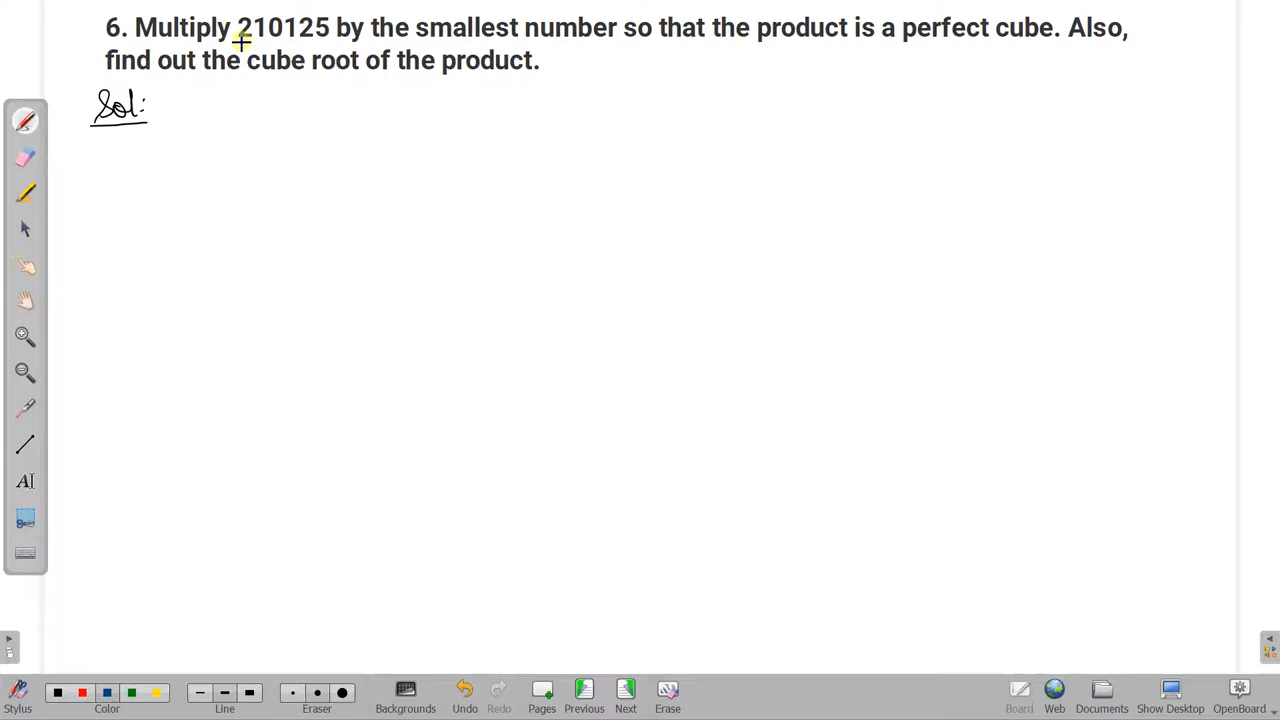 6. Multiply 210125 by the smallest number so that the product is a perfect cube. Also,
find out the cube root of the product.
Sol:
AI
Stylus
Color
Line
Eraser
Backgrounds
Undo
Redo
Pages
Previous
Next
Erase
Board
Web
Documents
Show Desktop
OpenBoard